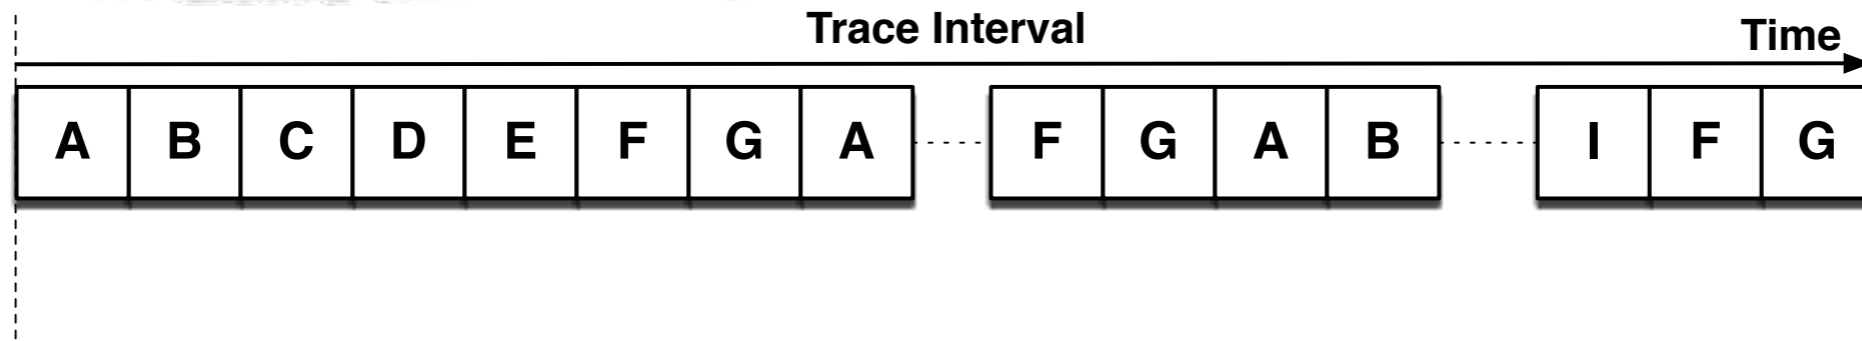 Trace Interval
Time
A B C D E F G A F G A B I F G